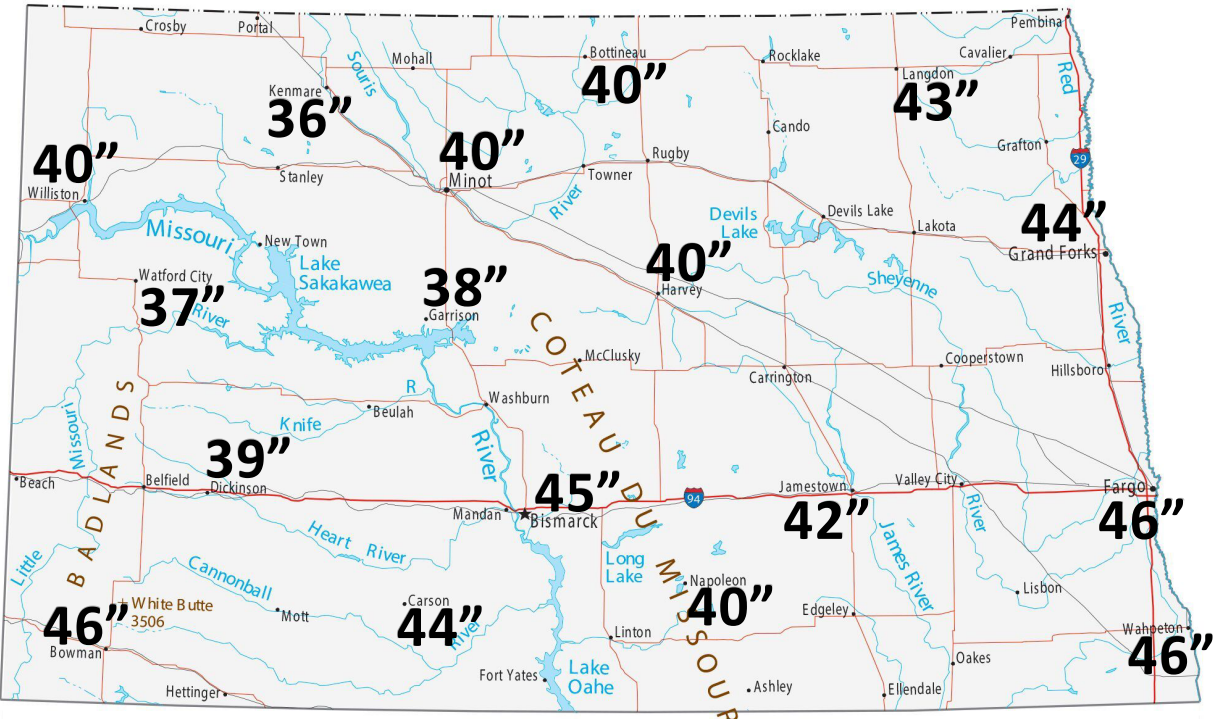 Pembina
Crosby
Portal
Cavalier
Bottineau
Rocklake
Mohall
Souris
Red
Langdon
40”
43”
Kenmare
36”
Cando
Grafton
29
40”
40”
Rugby
Stanley
Minot
Towner
Williston
River
Devils Lake
Devils
Lake
Lakota
44”
Missouri
New Town
Grand Forks
40”
Lake
Sakakawea
Watford City
Sheyenne
Harvey
38”
37”
River
Garrison
River
COTEAU DU MISSOUR
McClusky
Cooperstown
Hillsboro
Carrington
R
Washburn
Beulah
Knife
BADLANDS
Missouri
River
39”
Beach
Belfield
Dickinson
Valley City
Jamestown
Fargo
45”
94
Mandan
Bismarck
42”
46”
River
Heart River
James River
Long
Lake
Little
Cannonball
Napoleon
Lisbon
White Butte
3506
Carson
40”
Mott
Edgeley
46”
44”
River
Linton
Wahpeton
Bowman
46”
Oakes
Fort Yates
Lake
Oahe
Ashley
Ellendale
Hettinger